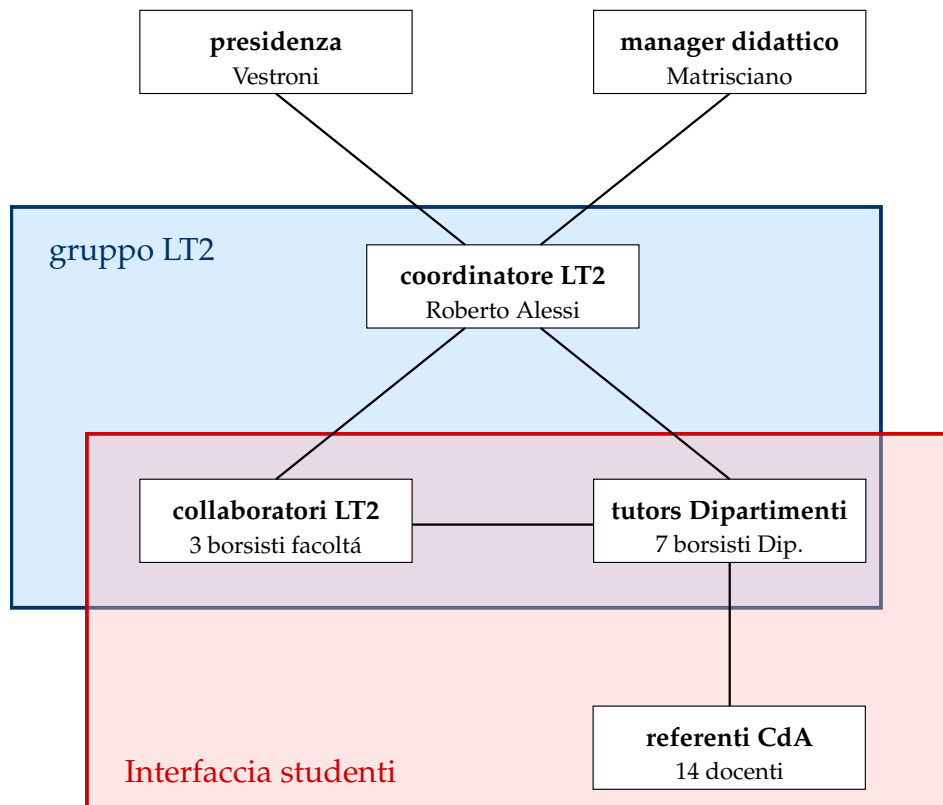 presidenza
Vestroni
manager didattico
Matrisciano
gruppo LT2
coordinatore LT2
Roberto Alessi
collaboratori LT2
3 borsisti facoltá
tutors Dipartimenti
7 borsisti Dip.
referenti CdA
14 docenti
Interfaccia studenti